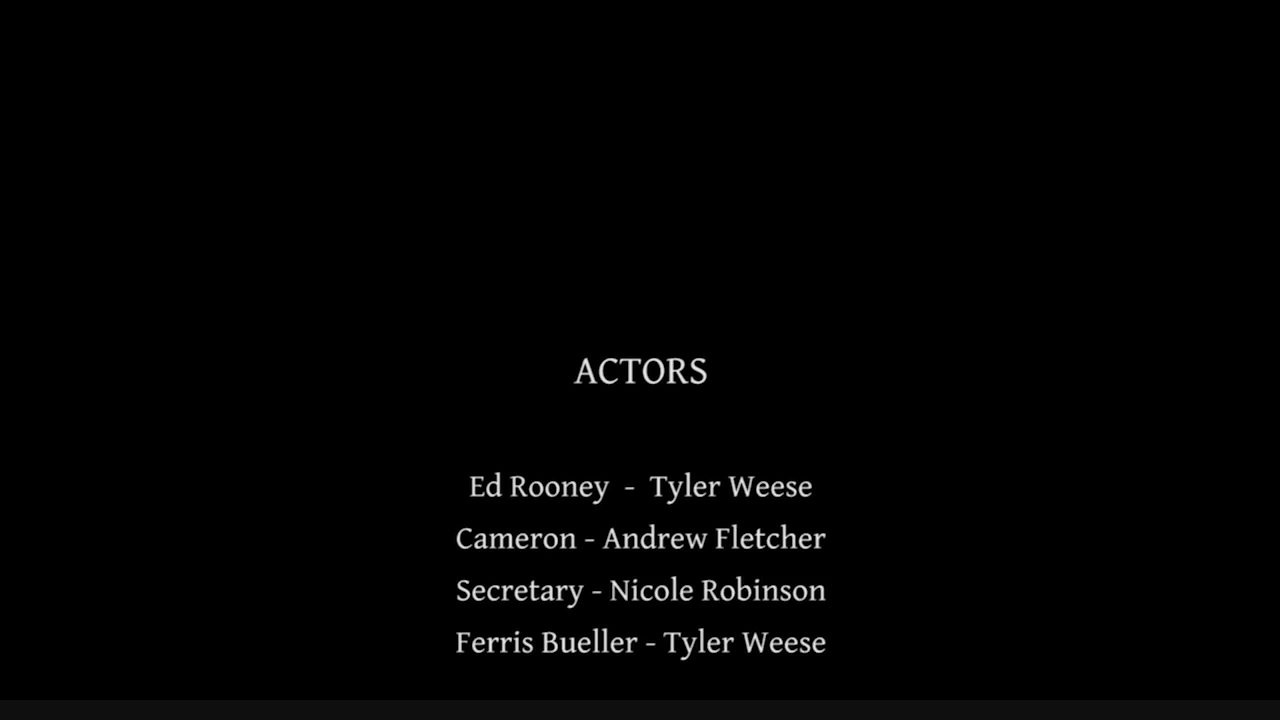 ACTORS
Ed Rooney - Tyler Weese
Cameron - Andrew Fletcher
Secretary - Nicole Robinson
Ferris Bueller - Tyler Weese